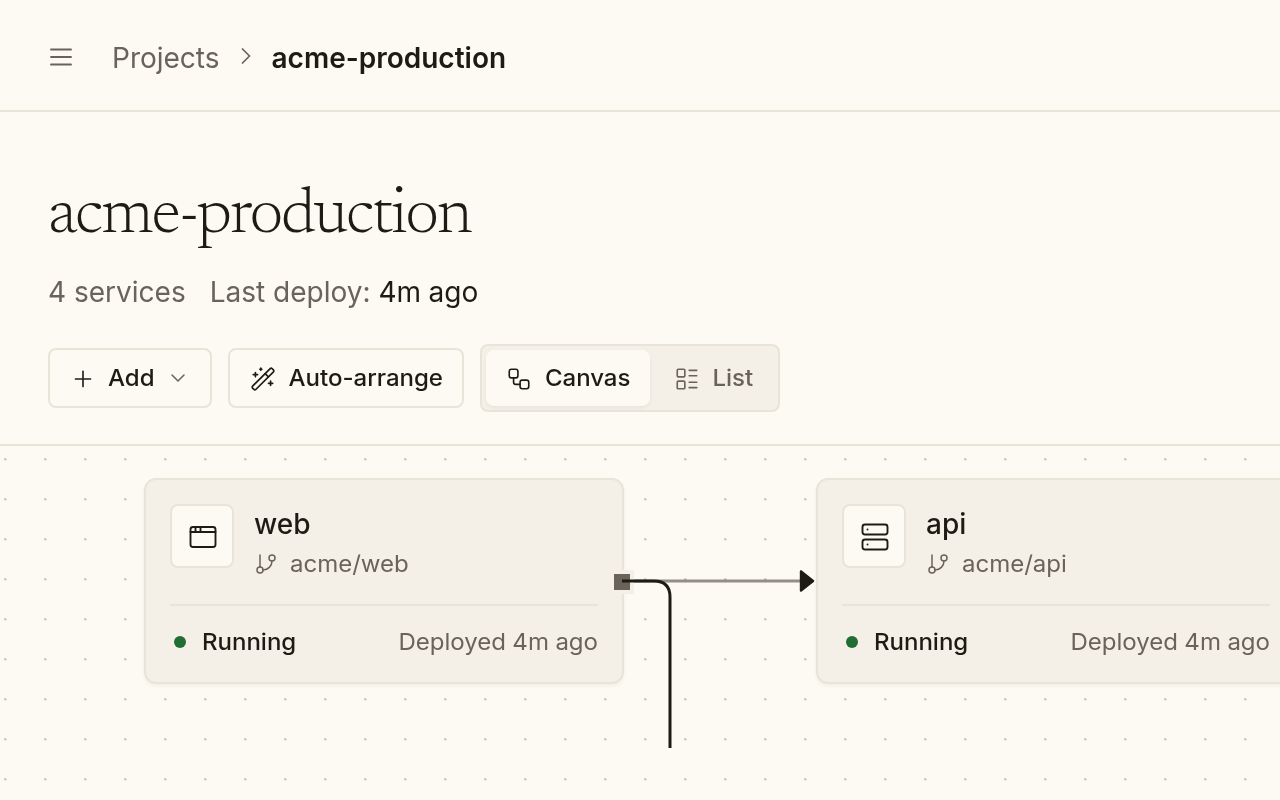 Projects acme-production
acme-production
4 services Last deploy: 4m ago
Add Auto-arrange Canvas List
web
acme/web
Running Deployed 4m ago
api
acme/api
Running Deployed 4m ago